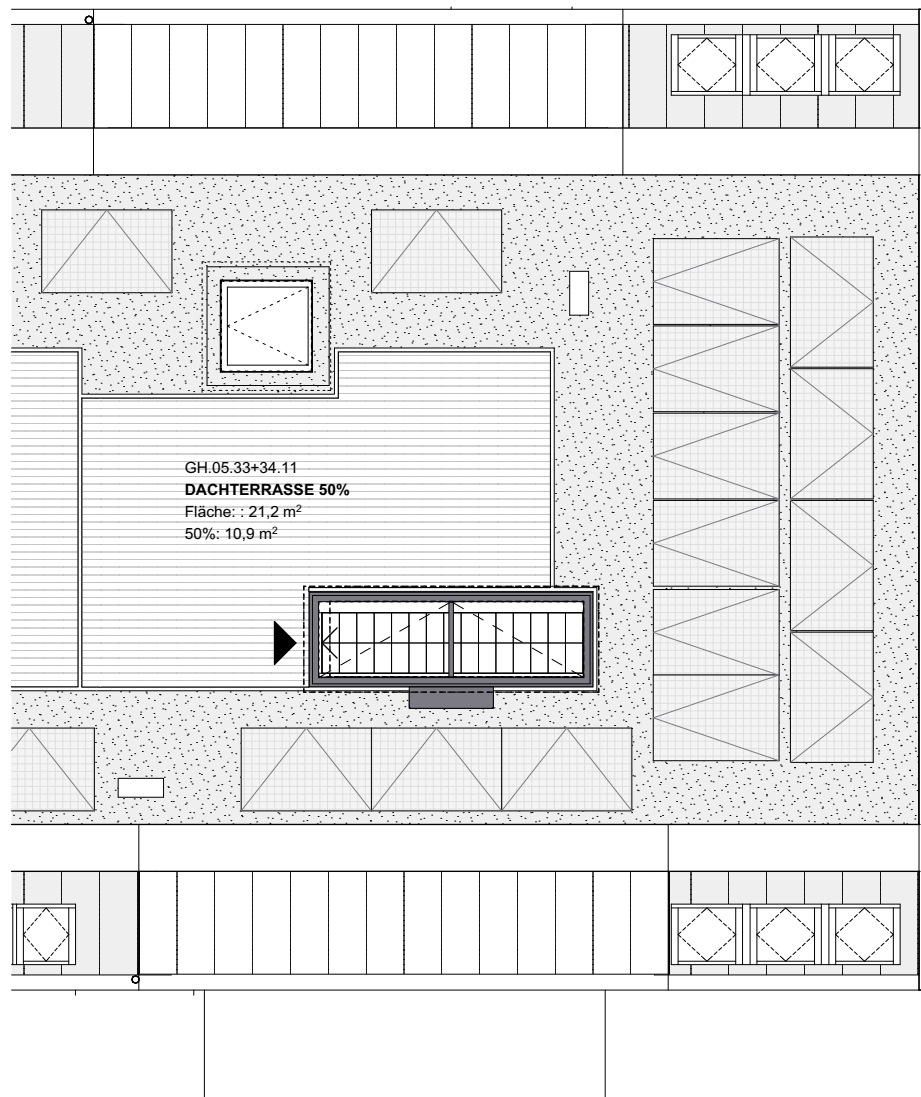 GH.05.33+34.11
DACHTERRASSE 50%
Fläche: : 21,2 m²
50%: 10,9 m²